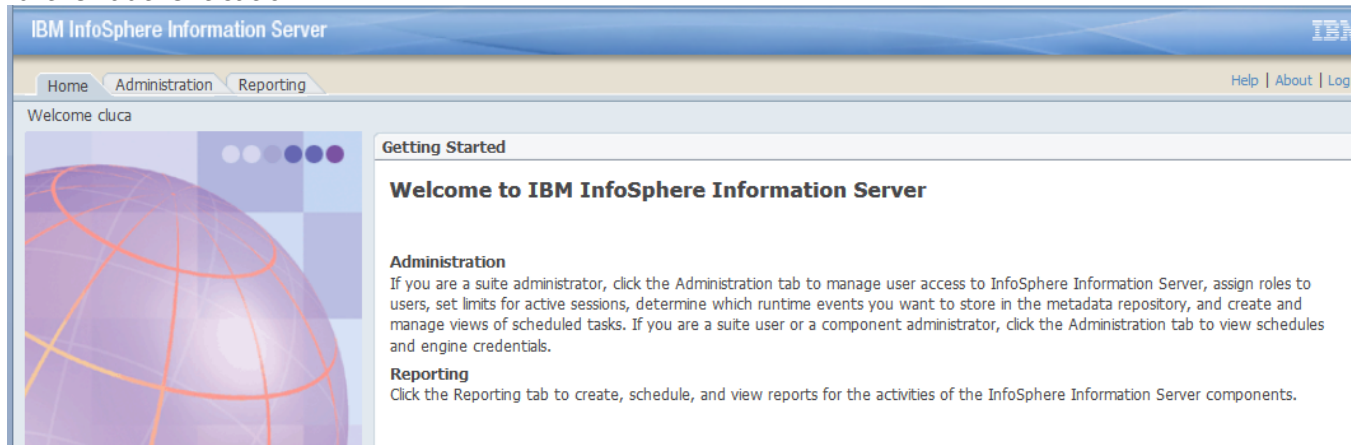 IBM InfoSphere Information Server
Home Administration Reporting
Help | About | Log
Welcome cluca
Getting Started
Welcome to IBM InfoSphere Information Server
Administration
If you are a suite administrator, click the Administration tab to manage user access to InfoSphere Information Server, assign roles to
users, set limits for active sessions, determine which runtime events you want to store in the metadata repository, and create and
manage views of scheduled tasks. If you are a suite user or a component administrator, click the Administration tab to view schedules
and engine credentials.
Reporting
Click the Reporting tab to create, schedule, and view reports for the activities of the InfoSphere Information Server components.